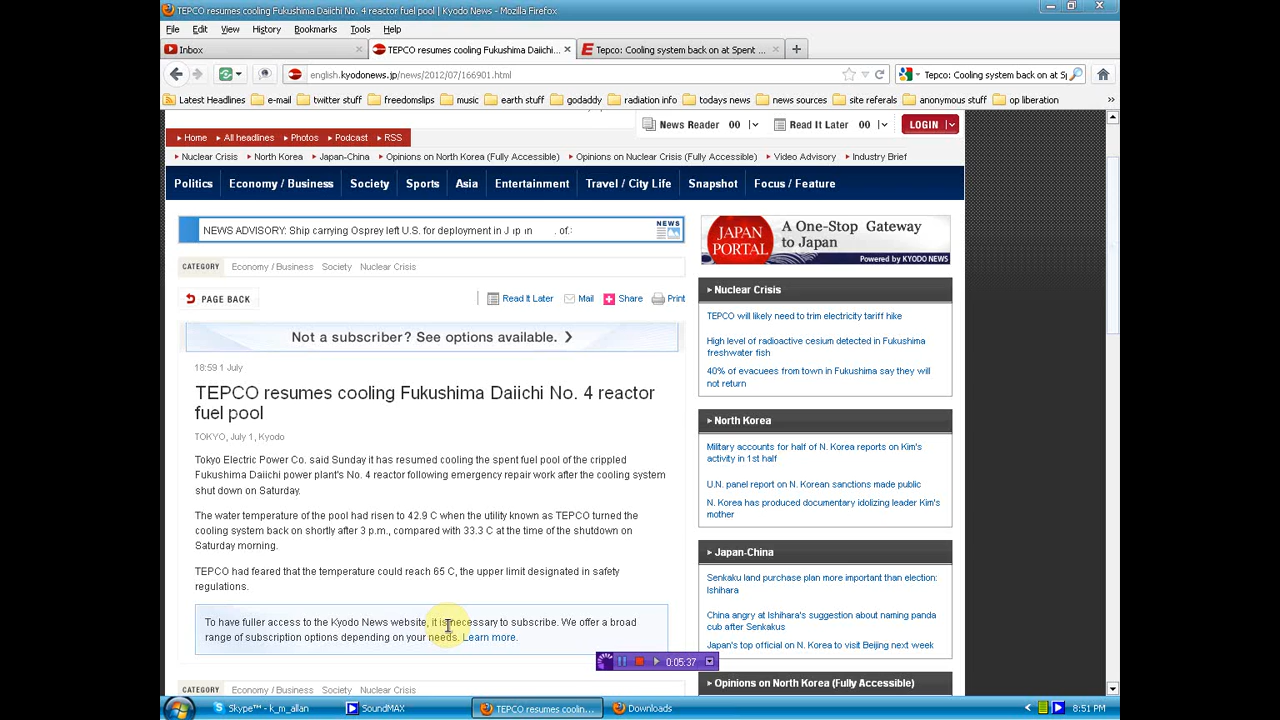 TEPCO resumes cooling Fukushima Daiichi No. 4 reactor fuel pool | Kyodo News - Mozilla Firefox
File Edit View History Bookmarks Tools Help
Inbox × TEPCO resumes cooling Fukushima Daiichi... × Tepco: Cooling system back on at Spent ... × +
english.kyodonews.jp/news/2012/07/166901.html Tepco: Cooling system back on at Sp
Latest Headlines e-mail twitter stuff freedomslips music earth stuff godaddy radiation info todays news news sources site referals anonymous stuff op liberation »
News Reader 00 Read It Later 00 LOGIN
Home All headlines Photos Podcast RSS
Nuclear Crisis North Korea Japan-China Opinions on North Korea (Fully Accessible) Opinions on Nuclear Crisis (Fully Accessible) Video Advisory Industry Brief
Politics Economy / Business Society Sports Asia Entertainment Travel / City Life Snapshot Focus / Feature
NEWS ADVISORY: Ship carrying Osprey left U.S. for deployment in
NEWS
CATEGORY Economy / Business Society Nuclear Crisis
PAGE BACK Read It Later Mail Share Print
Not a subscriber? See options available.
18:59 1 July
TEPCO resumes cooling Fukushima Daiichi No. 4 reactor
fuel pool
TOKYO, July 1, Kyodo
Tokyo Electric Power Co. said Sunday it has resumed cooling the spent fuel pool of the crippled
Fukushima Daiichi power plant's No. 4 reactor following emergency repair work after the cooling system
shut down on Saturday.
The water temperature of the pool had risen to 42.9 C when the utility known as TEPCO turned the
cooling system back on shortly after 3 p.m., compared with 33.3 C at the time of the shutdown on
Saturday morning.
TEPCO had feared that the temperature could reach 65 C, the upper limit designated in safety
regulations.
To have fuller access to the Kyodo News website, it is necessary to subscribe. We offer a broad
range of subscription options depending on your needs. Learn more.
CATEGORY Economy / Business Society Nuclear Crisis
JAPAN
PORTAL
A One-Stop Gateway
to Japan
Powered by KYODO NEWS
Nuclear Crisis
TEPCO will likely need to trim electricity tariff hike
High level of radioactive cesium detected in Fukushima
freshwater fish
40% of evacuees from town in Fukushima say they will
not return
North Korea
Military accounts for half of N. Korea reports on Kim's
activity in 1st half
U.N. panel report on N. Korean sanctions made public
N. Korea has produced documentary idolizing leader Kim's
mother
Japan-China
Senkaku land purchase plan more important than election:
Ishihara
China angry at Ishihara's suggestion about naming panda
cub after Senkakus
Japan's top official on N. Korea to visit Beijing next week
Opinions on North Korea (Fully Accessible)
0:05:37
Skype™ - k_m_allan SoundMAX TEPCO resumes coolin... Downloads 8:51 PM